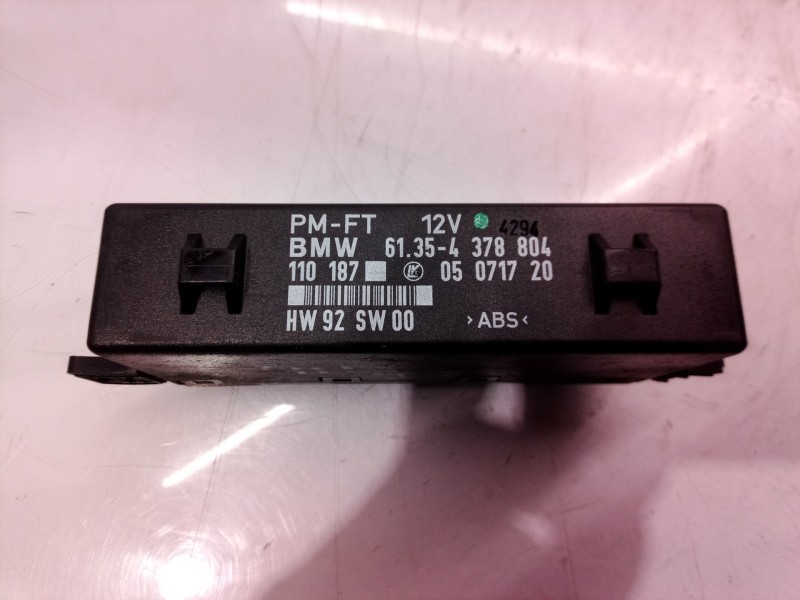 PM-FT 12V 4294
BMW 61.35-4 378 804
110 187 LK 05 0717 20
HW 92 SW 00
>ABS<